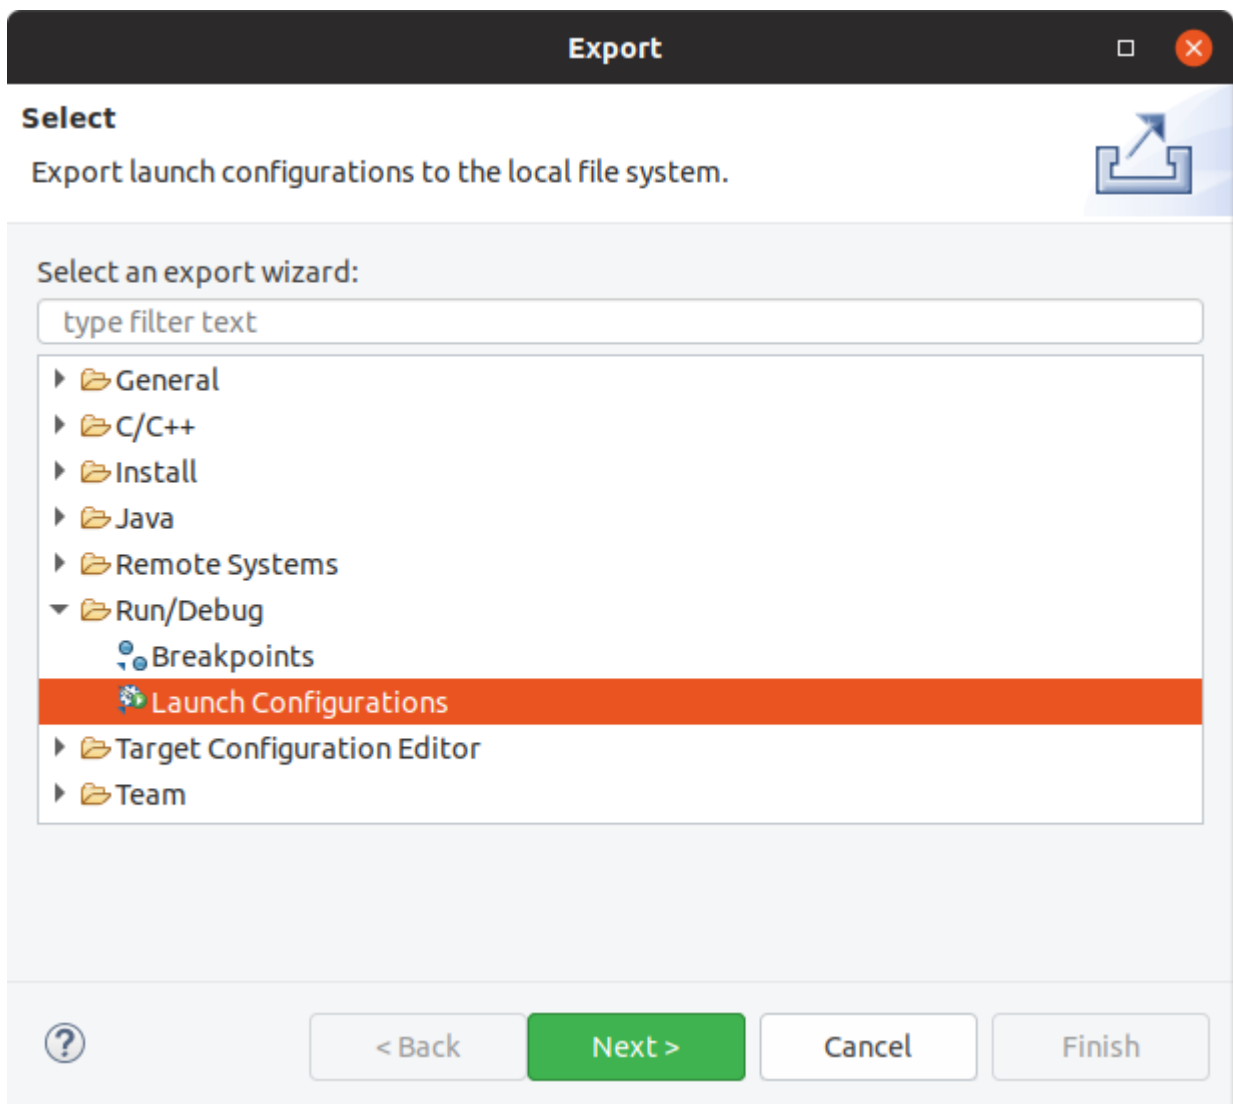 Export
Select
Export launch configurations to the local file system.
Select an export wizard:
type filter text
General
C/C++
Install
Java
Remote Systems
Run/Debug
Breakpoints
Launch Configurations
Target Configuration Editor
Team
? < Back Next > Cancel Finish